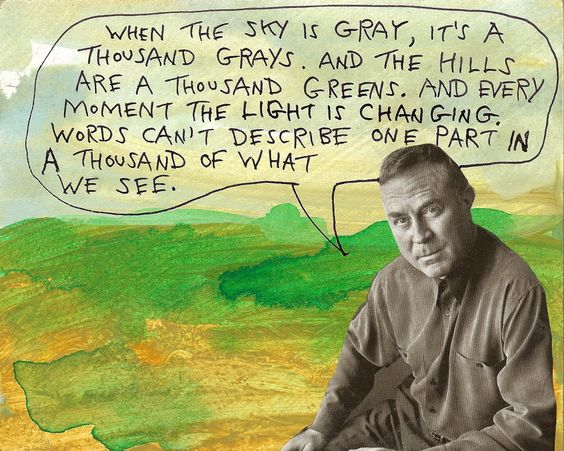 WHEN THE SKY IS GRAY, IT'S A
THOUSAND GRAYS. AND THE HILLS
ARE A THOUSAND GREENS. AND EVERY
MOMENT THE LIGHT IS CHANGING.
WORDS CAN'T DESCRIBE ONE PART IN
A THOUSAND OF WHAT
WE SEE.